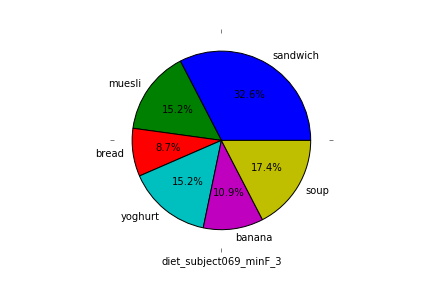 sandwich
32.6%
muesli
15.2%
bread
8.7%
yoghurt
15.2%
banana
10.9%
soup
17.4%
diet_subject069_minF_3